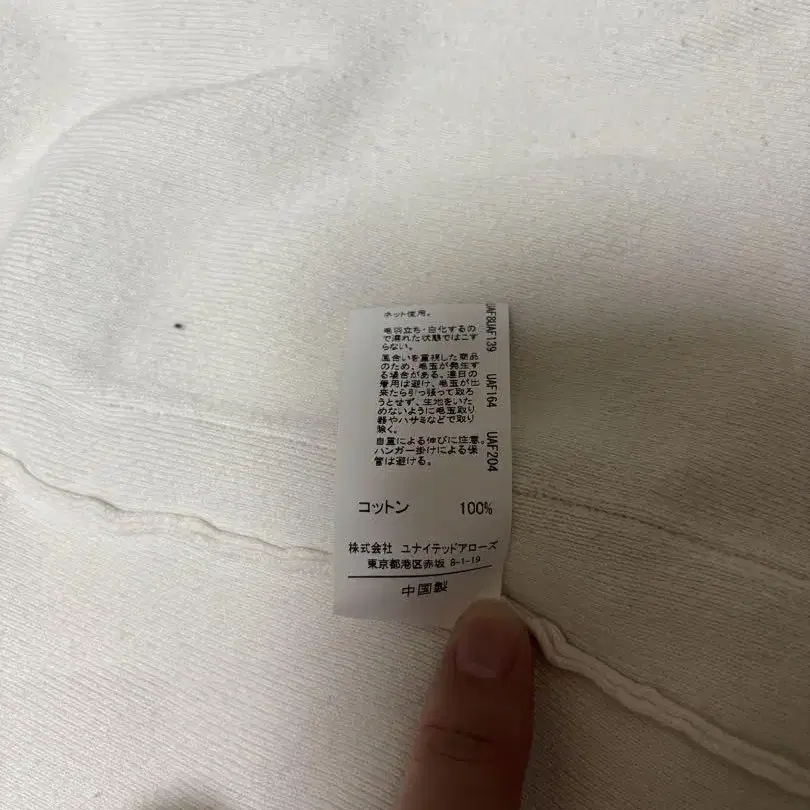 ネット使用。
毛羽立ち・白化するの
で濡れた状態ではこす
らない。
風合いを重視した商品
のため、毛玉が発生す
る場合がある。連日の
着用は避け、毛玉が出
来たら引っ張って取ろ
うとせず、生地をいた
めないように毛玉取り
器やハサミなどで取り
除く。
自重による伸びに注意。
ハンガー掛けによる保
管は避ける。
コットン 100%
株式会社 ユナイテッドアローズ
東京都港区赤坂 8-1-19
中国製
UAF8UAF139 UAF164 UAF204